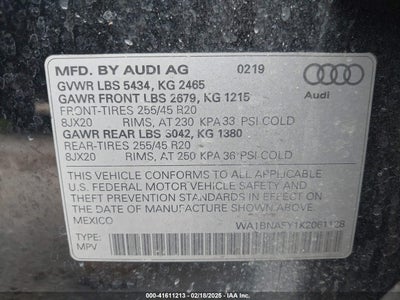 MFD. BY AUDI AG 0219
GVWR LBS 5434, KG 2465
GAWR FRONT LBS 2679, KG 1215
FRONT-TIRES 255/45 R20
8JX20 RIMS, AT 230 KPA 33 PSI COLD
GAWR REAR LBS 3042, KG 1380
REAR-TIRES 255/45 R20
8JX20 RIMS, AT 250 KPA 36 PSI COLD
Audi
THIS VEHICLE CONFORMS TO ALL APPLICABLE
U.S. FEDERAL MOTOR VEHICLE SAFETY AND
THEFT PREVENTION STANDARDS IN EFFECT ON
THE DATE OF MANUFACTURE SHOWN ABOVE.
MEXICO
TYPE:
MPV
000-41611213 - 02/18/2025 - IAAI.COM